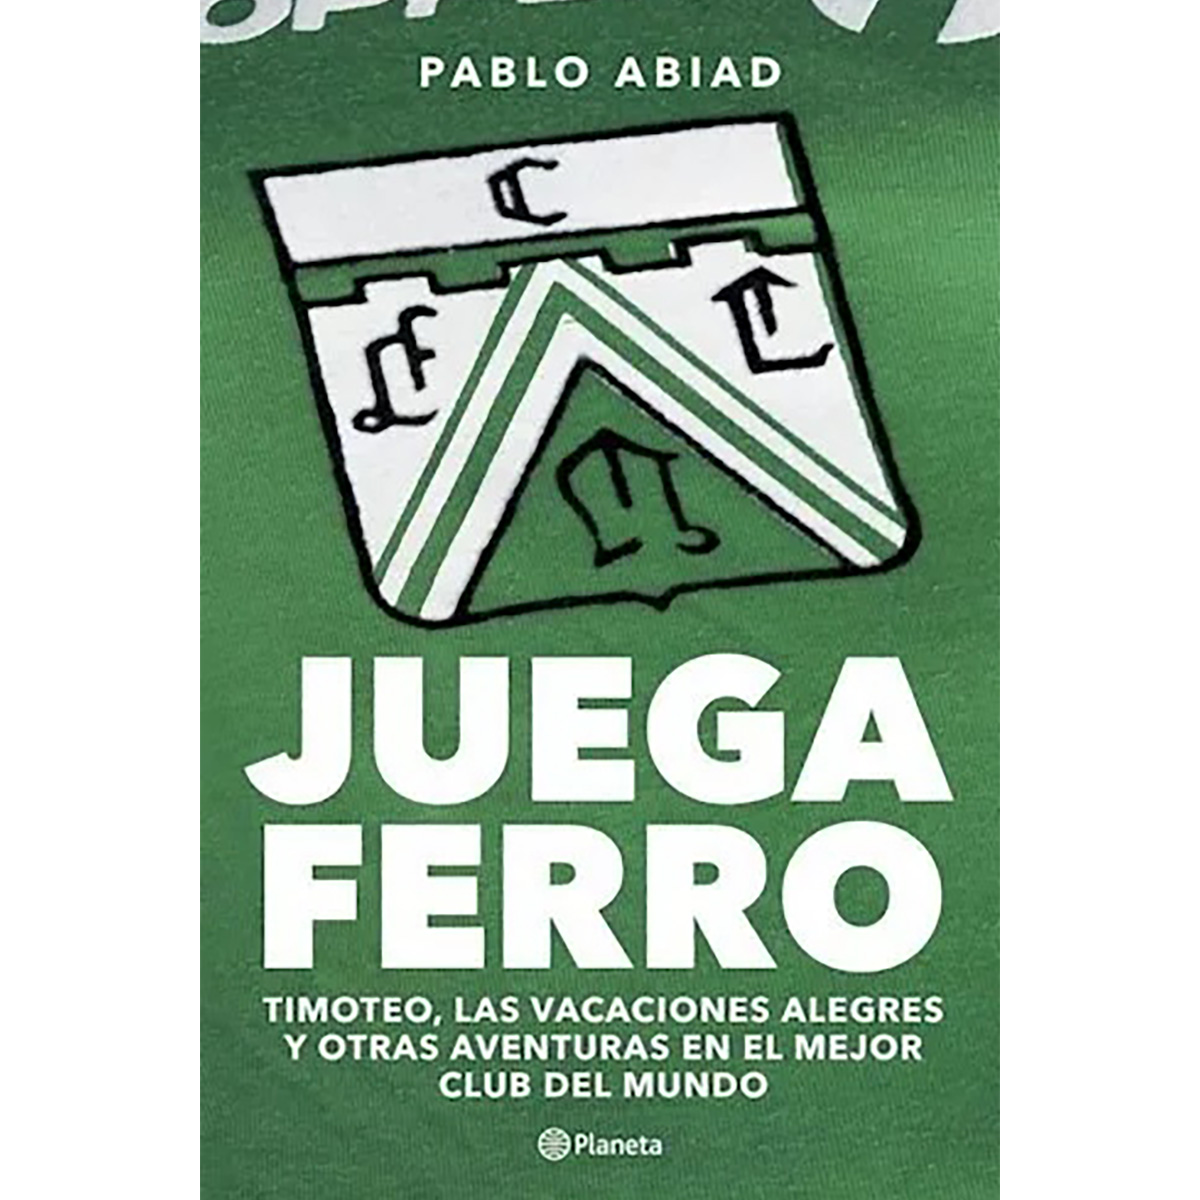 PABLO ABIAD
C
F
C
O
JUEGA
FERRO
TIMOTEO, LAS VACACIONES ALEGRES
Y OTRAS AVENTURAS EN EL MEJOR
CLUB DEL MUNDO
Planeta